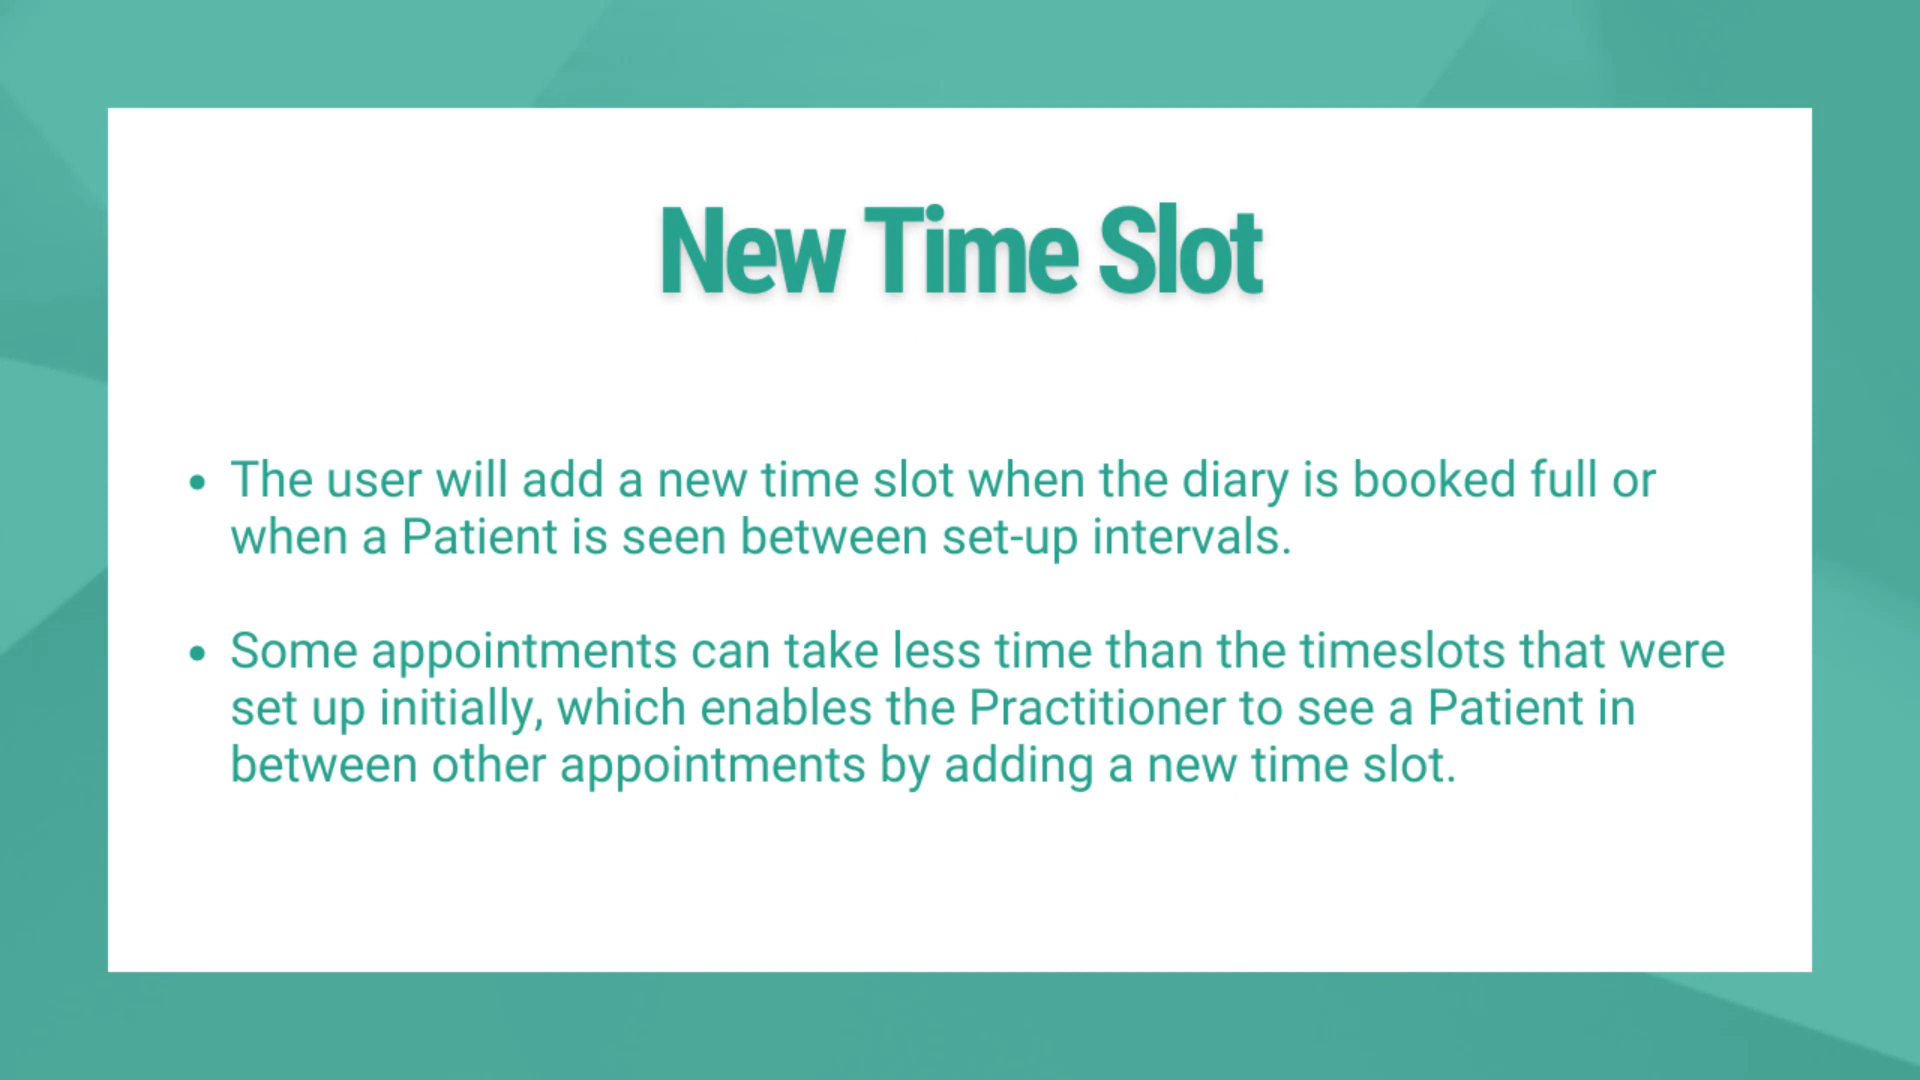 New Time Slot
• The user will add a new time slot when the diary is booked full or
when a Patient is seen between set-up intervals.
• Some appointments can take less time than the timeslots that were
set up initially, which enables the Practitioner to see a Patient in
between other appointments by adding a new time slot.